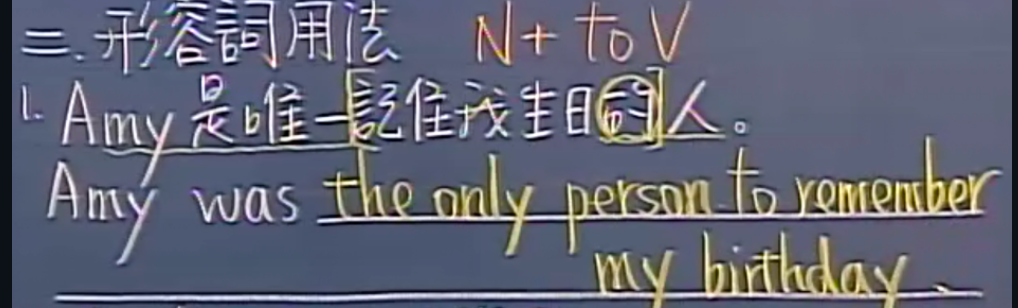 二.形容詞用法 N + to V
1. Amy 是唯一[記住我生日的]人。
Amy was the only person to remember
my birthday.